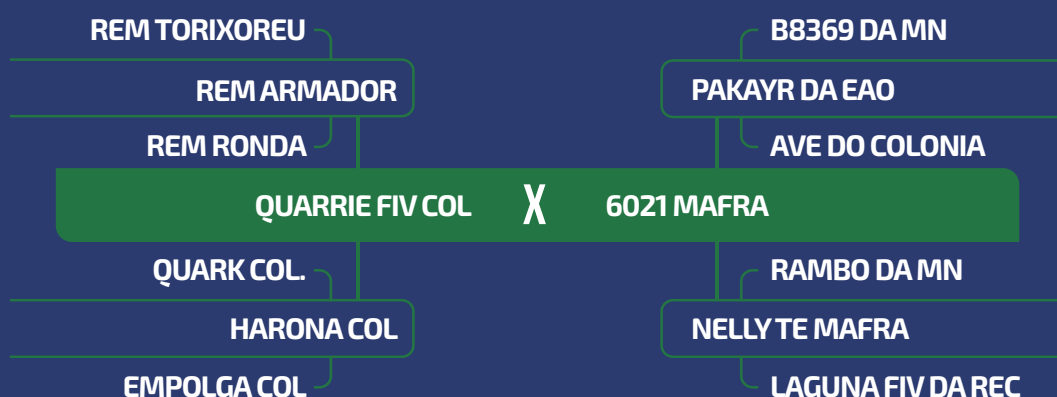 REM TORIXOREU
B8369 DA MN
REM ARMADOR
PAKAYR DA EAO
REM RONDA
AVE DO COLONIA
QUARRIE FIV COL X 6021 MAFRA
QUARK COL.
RAMBO DA MN
HARONA COL
NELLY TE MAFRA
EMPOLGA COL
LAGUNA FIV DA REC